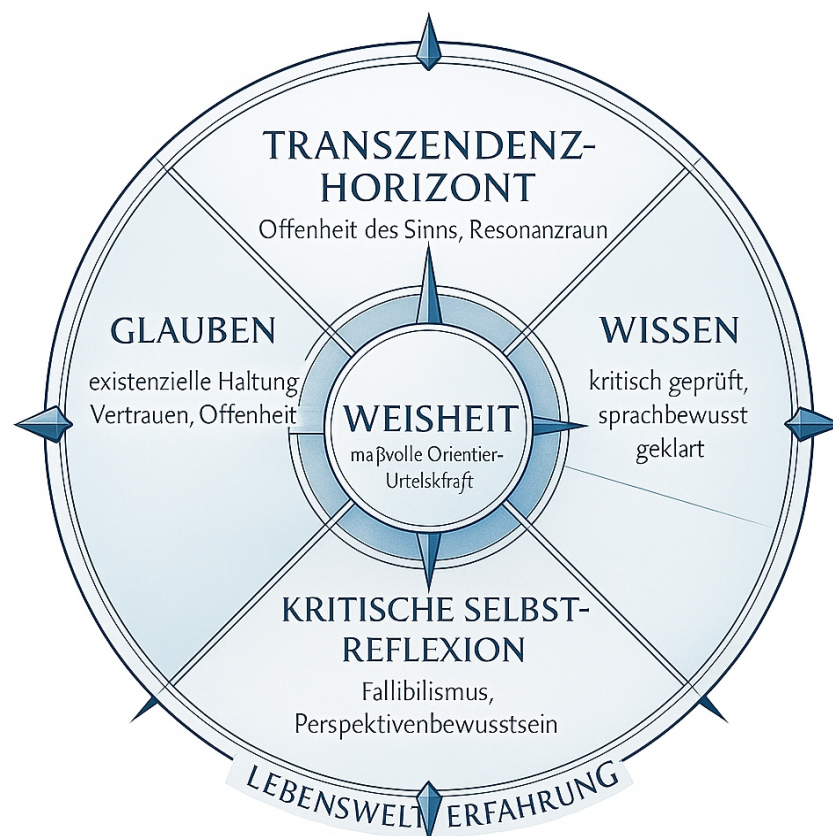 TRANSZENDENZ-
HORIZONT
Offenheit des Sinns, Resonanzraun
GLAUBEN
existenzielle Haltung
Vertrauen, Offenheit
WISSEN
kritisch geprüft,
sprachbewusst
geklart
WEISHEIT
maβvolle Orientier-
Urtelskfraft
KRITISCHE SELBST-
REFLEXION
Fallibilismus,
Perspektivenbewusstsein
LEBENSWELT ERFAHRUNG